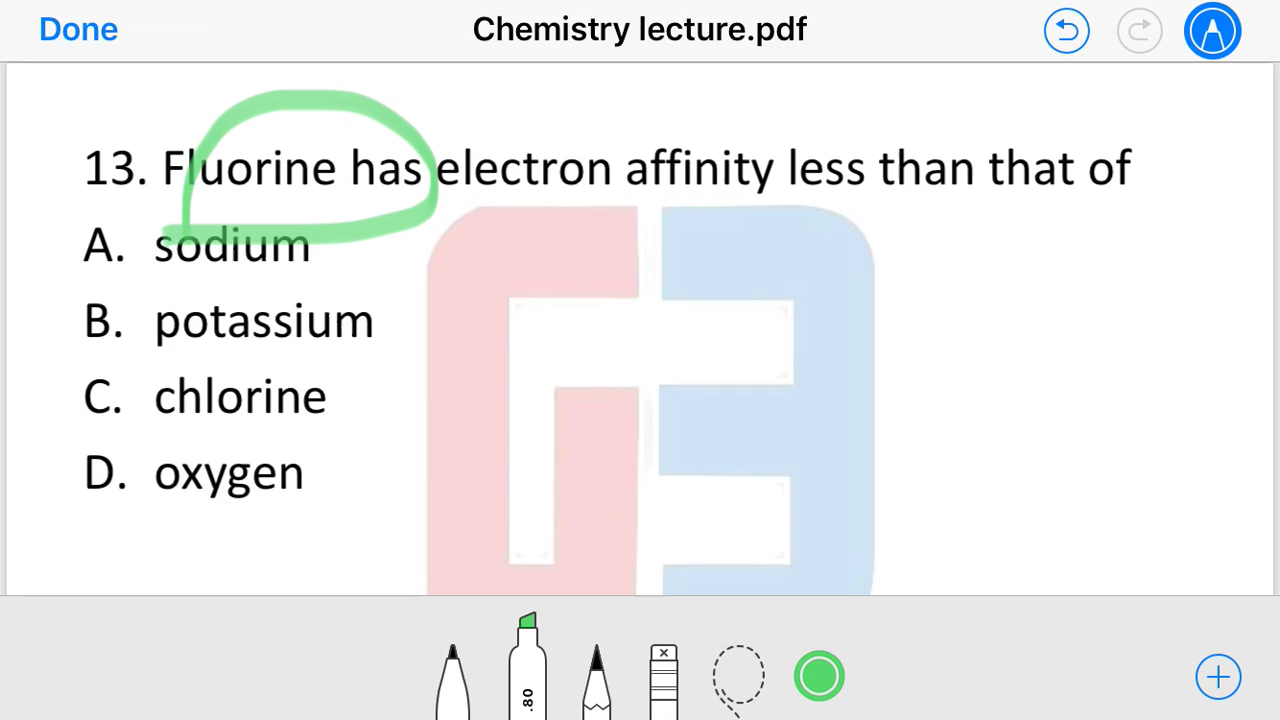 Done Chemistry lecture.pdf
13. Fluorine has electron affinity less than that of
A. sodium
B. potassium
C. chlorine
D. oxygen
.80